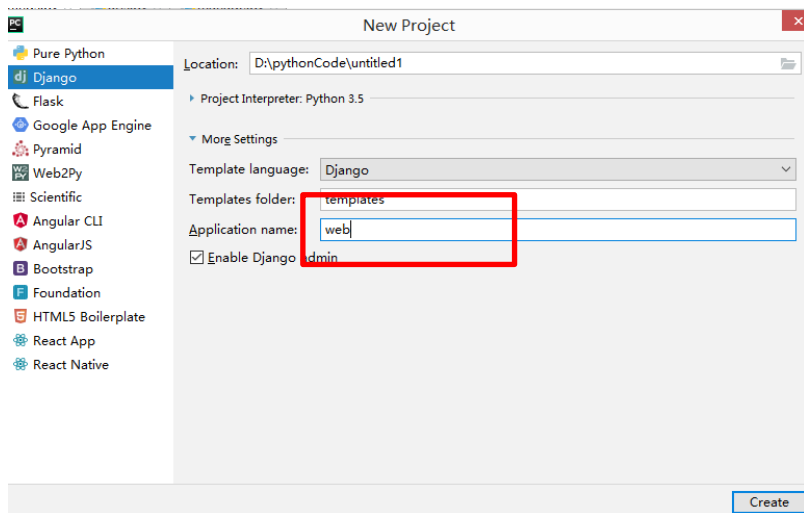 PC
New Project
Pure Python
dj Django
Flask
Google App Engine
Pyramid
Web2Py
Scientific
Angular CLI
AngularJS
Bootstrap
Foundation
HTML5 Boilerplate
React App
React Native
Location: D:\pythonCode\untitled1
Project Interpreter: Python 3.5
More Settings
Template language: Django
Templates folder: templates
Application name: web
Enable Django admin
Create